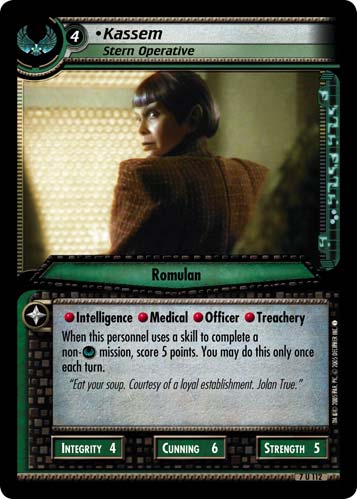 4
•Kassem
Stern Operative
Romulan
Intelligence Medical Officer Treachery
When this personnel uses a skill to complete a
non- mission, score 5 points. You may do this only once
each turn.
"Eat your soup. Courtesy of a loyal establishment. Jolan True."
INTEGRITY 4 CUNNING 6 STRENGTH 5
7 U 112